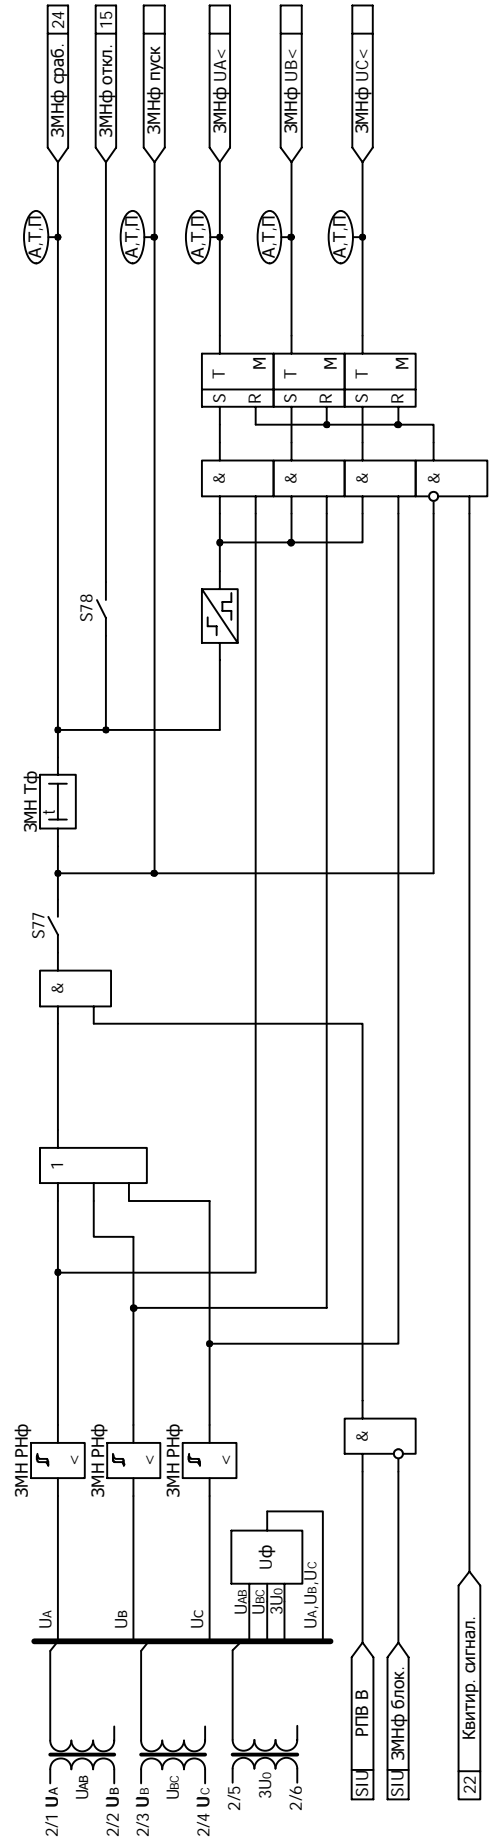 2/1 UA
UAB
2/2 UB
2/3 UB
UBC
2/4 UC
2/5
3U0
2/6
UA
UB
UC
UAB
UBC
3U0
Uф
UA, UB, UC
ЗМН РНф
<
ЗМН РНф
<
ЗМН РНф
<
1
&
S77
ЗМН Тф
t
S78
SIU РПВ В
SIU ЗМНф блок.
22 Квитир. сигнал.
&
&
&
&
&
S T
R M
S T
R M
S T
R M
А,Т,П
А,Т,П
А,Т,П
А,Т,П
А,Т,П
ЗМНф сраб. 24
ЗМНф откл. 15
ЗМНф пуск
ЗМНф UA<
ЗМНф UB<
ЗМНф UC<